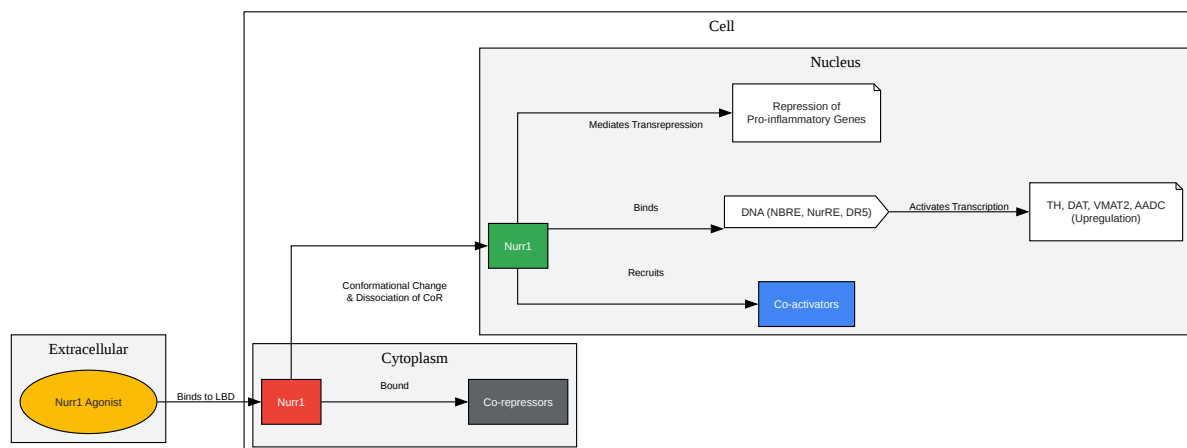 Cell
Nucleus
Repression of
Pro-inflammatory Genes
Mediates Transrepression
Binds
DNA (NBRE, NurRE, DR5)
Activates Transcription
TH, DAT, VMAT2, AADC
(Upregulation)
Nurr1
Recruits
Co-activators
Conformational Change
& Dissociation of CoR
Extracellular
Nurr1 Agonist
Binds to LBD
Cytoplasm
Nurr1
Bound
Co-repressors